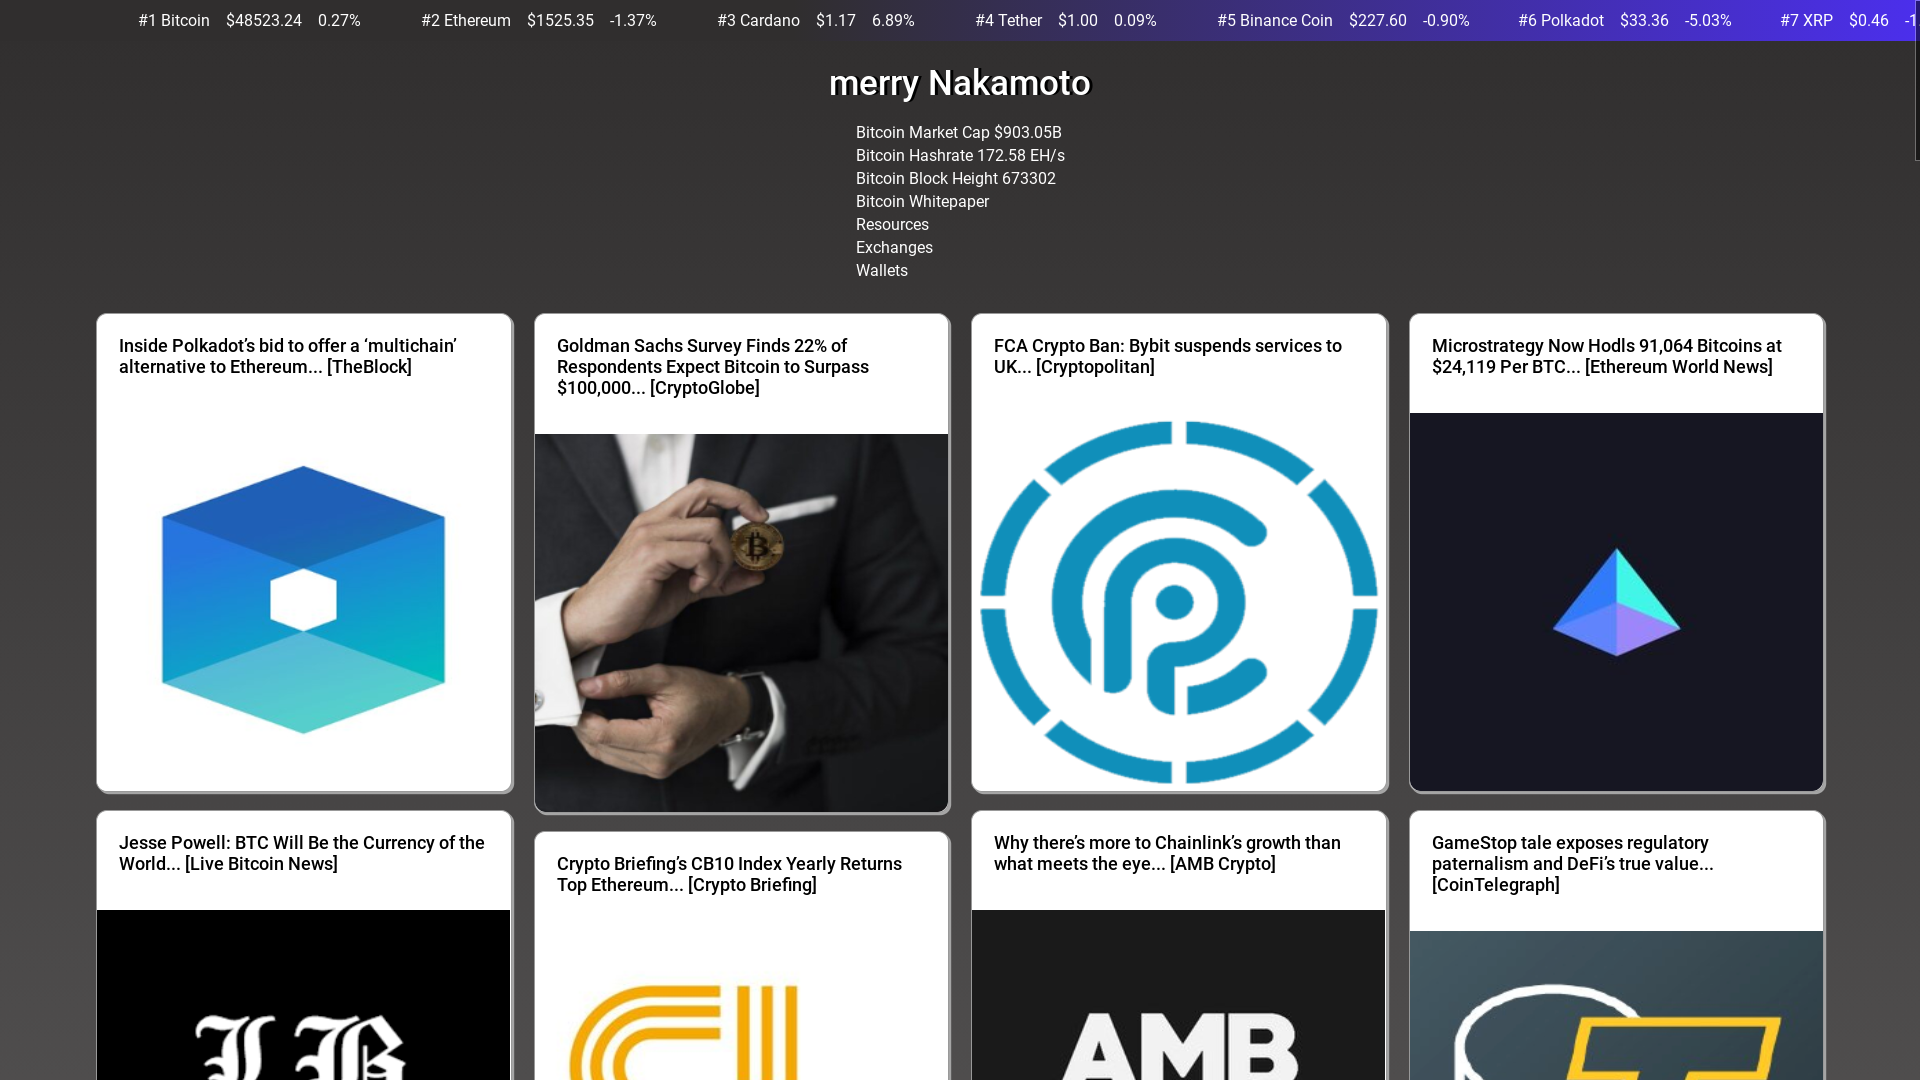 #1 Bitcoin $48523.24 0.27% #2 Ethereum $1525.35 -1.37% #3 Cardano $1.17 6.89% #4 Tether $1.00 0.09% #5 Binance Coin $227.60 -0.90% #6 Polkadot $33.36 -5.03% #7 XRP $0.46
merry Nakamoto
Bitcoin Market Cap $903.05B
Bitcoin Hashrate 172.58 EH/s
Bitcoin Block Height 673302
Bitcoin Whitepaper
Resources
Exchanges
Wallets
Inside Polkadot’s bid to offer a ‘multichain’
alternative to Ethereum... [TheBlock]
Goldman Sachs Survey Finds 22% of
Respondents Expect Bitcoin to Surpass
$100,000... [CryptoGlobe]
FCA Crypto Ban: Bybit suspends services to
UK... [Cryptopolitan]
Microstrategy Now Hodls 91,064 Bitcoins at
$24,119 Per BTC... [Ethereum World News]
Jesse Powell: BTC Will Be the Currency of the
World... [Live Bitcoin News]
LB
Crypto Briefing’s CB10 Index Yearly Returns
Top Ethereum... [Crypto Briefing]
Why there’s more to Chainlink’s growth than
what meets the eye... [AMB Crypto]
AMB
GameStop tale exposes regulatory
paternalism and DeFi’s true value...
[CoinTelegraph]